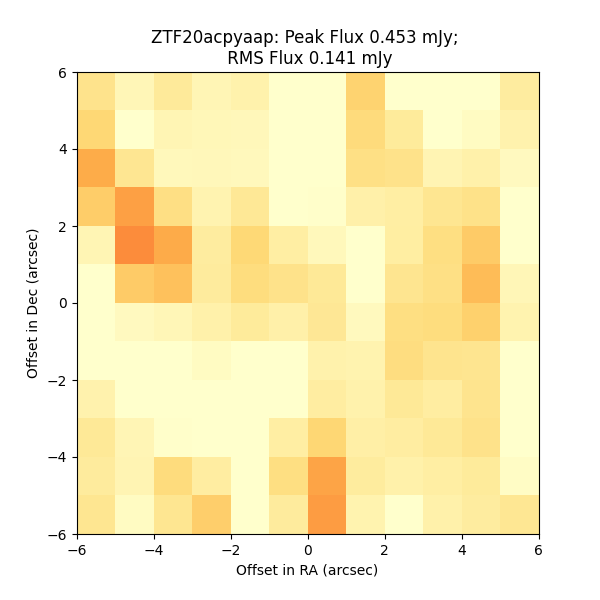 ZTF20acpyaap: Peak Flux 0.453 mJy;
RMS Flux 0.141 mJy
6
4
2
0
−2
−4
−6
Offset in Dec (arcsec)
−6 −4 −2 0 2 4 6
Offset in RA (arcsec)